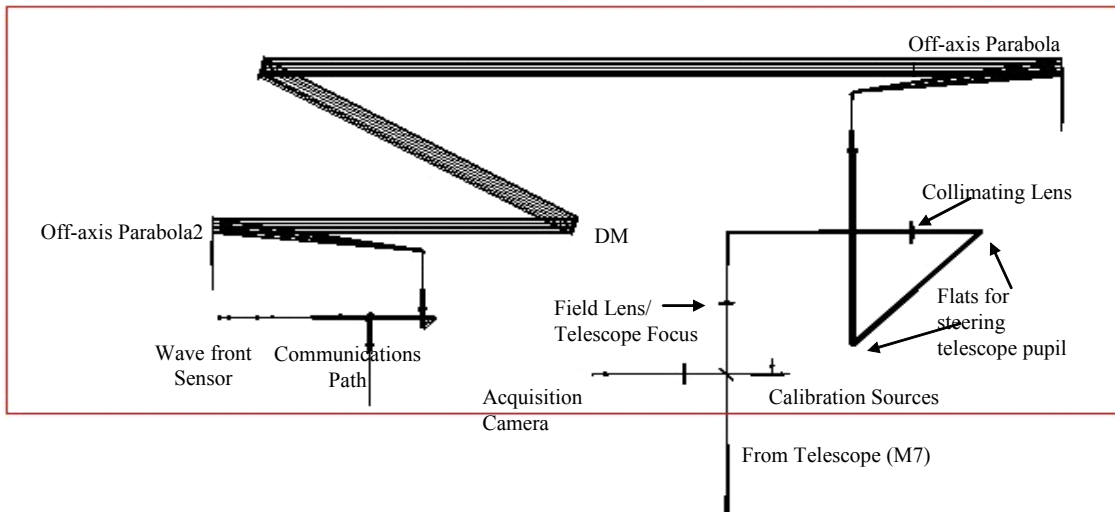 Off-axis Parabola
Collimating Lens
Off-axis Parabola2
DM
Field Lens/
Telescope Focus
Flats for
steering
telescope pupil
Wave front
Sensor
Communications
Path
Acquisition
Camera
Calibration Sources
From Telescope (M7)